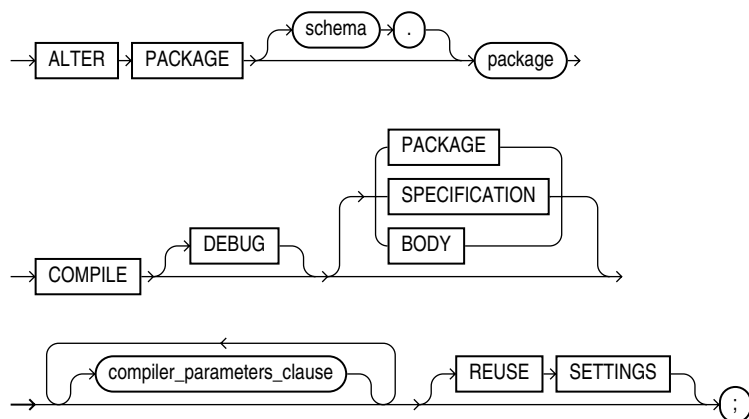 schema .
ALTER PACKAGE package
PACKAGE
SPECIFICATION
BODY
DEBUG
COMPILE
compiler_parameters_clause
REUSE SETTINGS
;